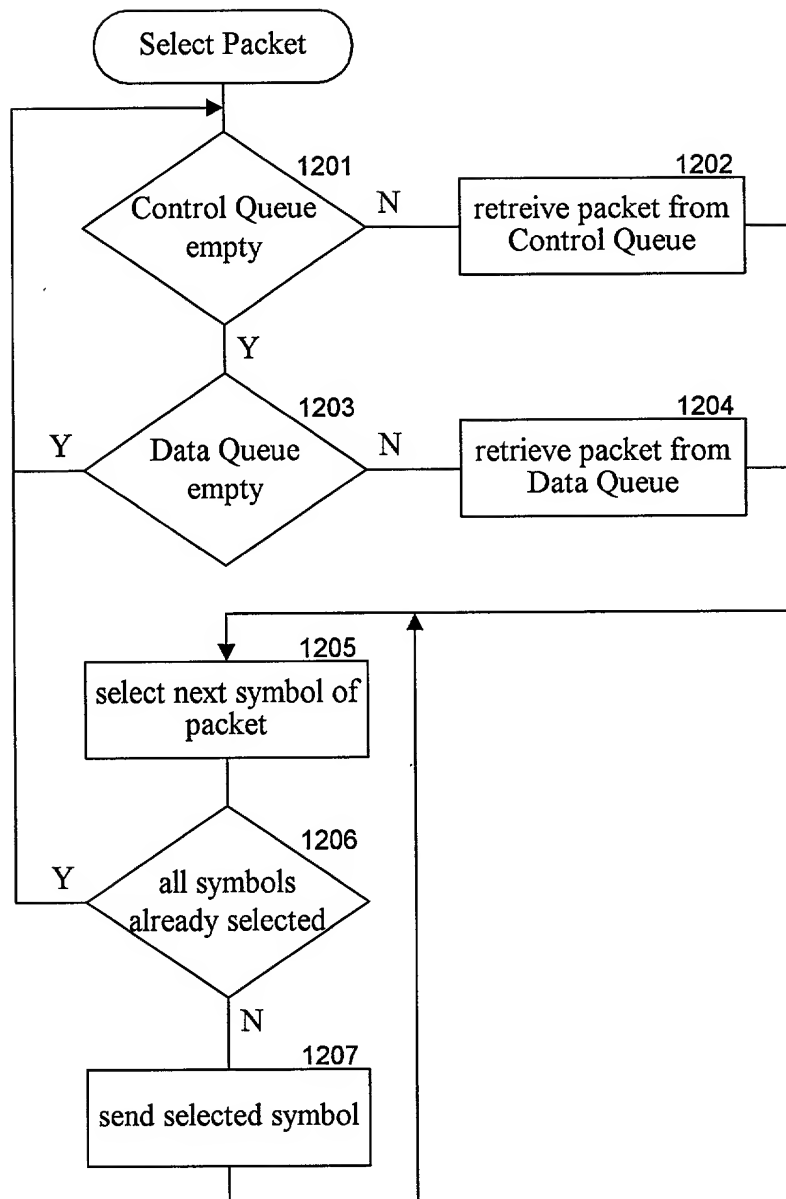 Select Packet
1201
Control Queue
empty
N
1202
retreive packet from
Control Queue
Y
1203
Data Queue
empty
Y
N
1204
retrieve packet from
Data Queue
1205
select next symbol of
packet
1206
all symbols
already selected
Y
N
1207
send selected symbol